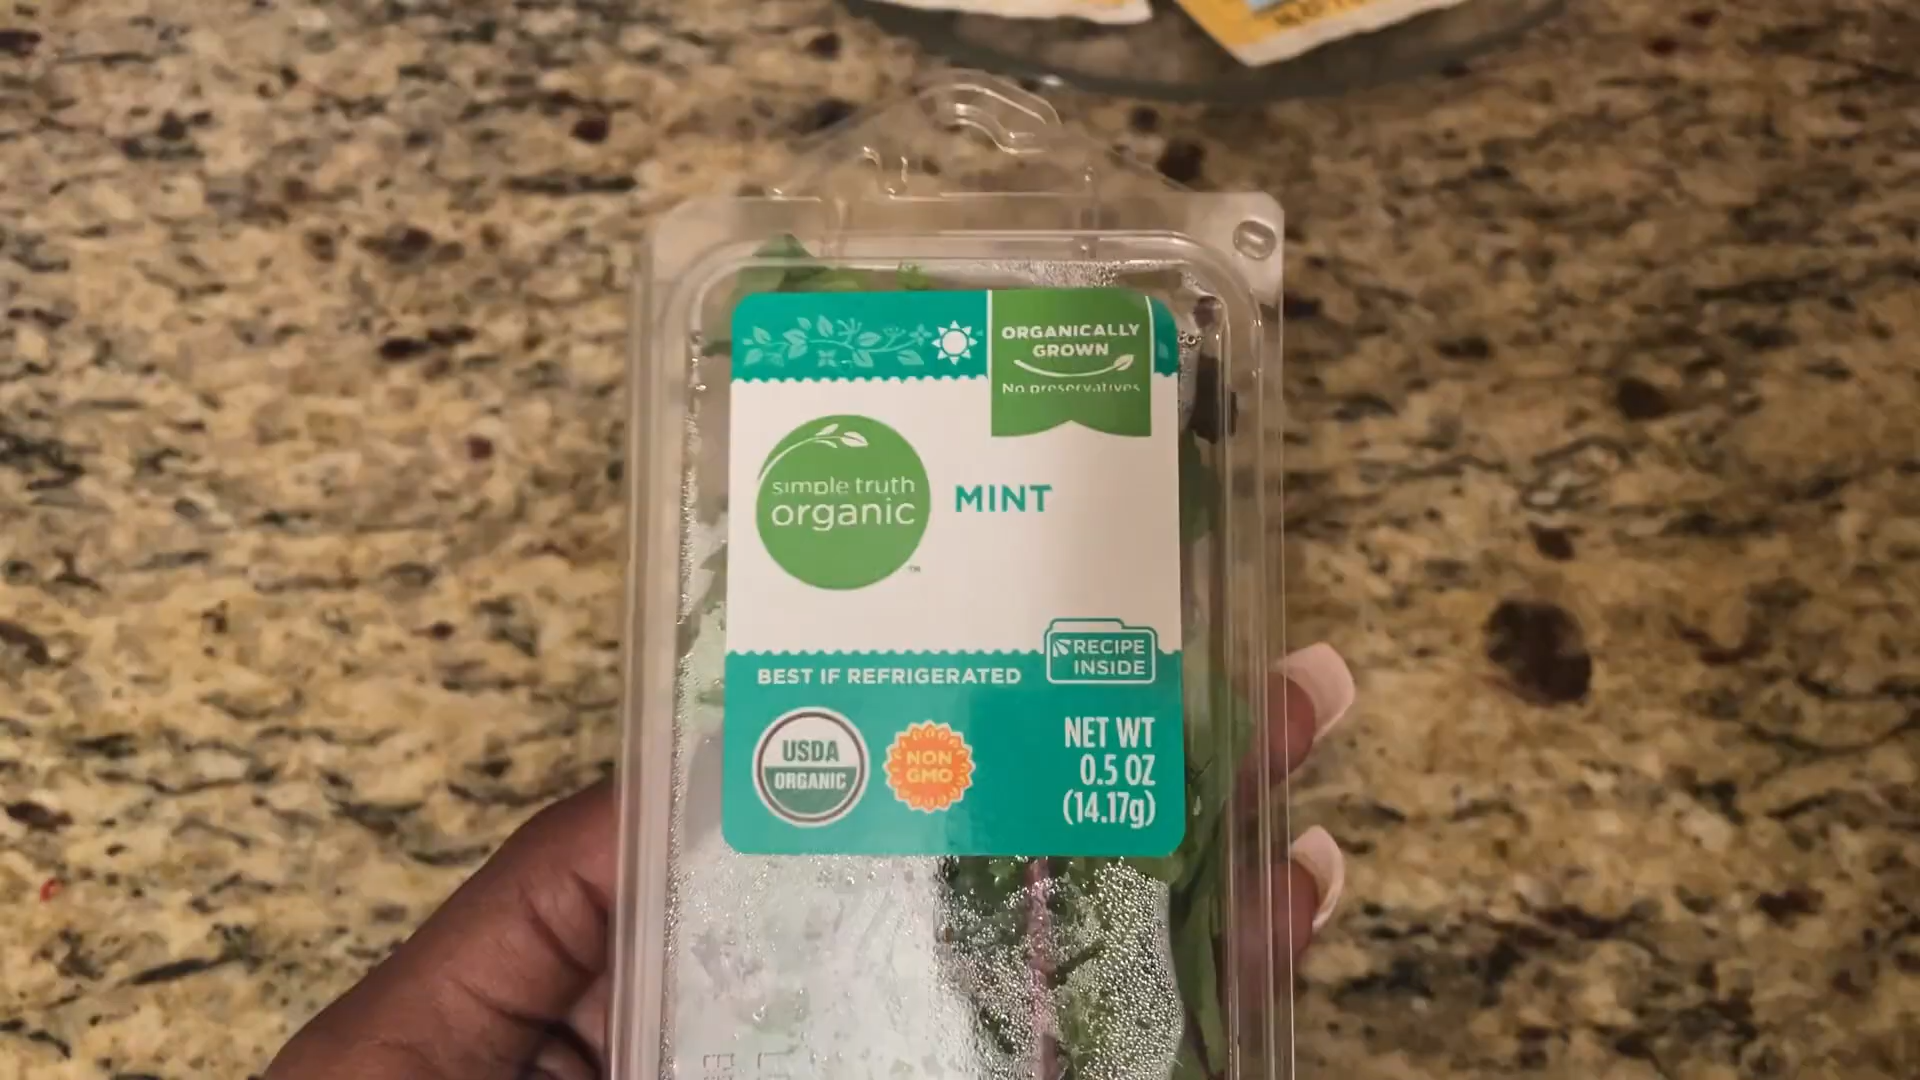 ORGANICALLY
GROWN
No preservatives
simple truth
organic
™
MINT
BEST IF REFRIGERATED
RECIPE
INSIDE
USDA
ORGANIC
NON
GMO
NET WT
0.5 OZ
(14.17g)